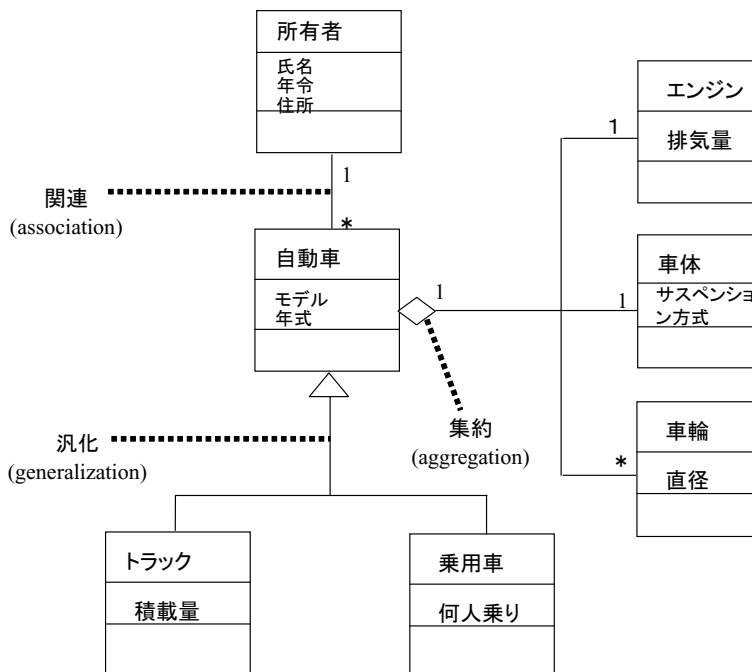 所有者
氏名
年令
住所
関連
(association)
1
*
自動車
モデル
年式
1
集約
(aggregation)
1
エンジン
排気量
1
車体
サスペンショ
ン方式
*
車輪
直径
汎化
(generalization)
トラック
積載量
乗用車
何人乗り